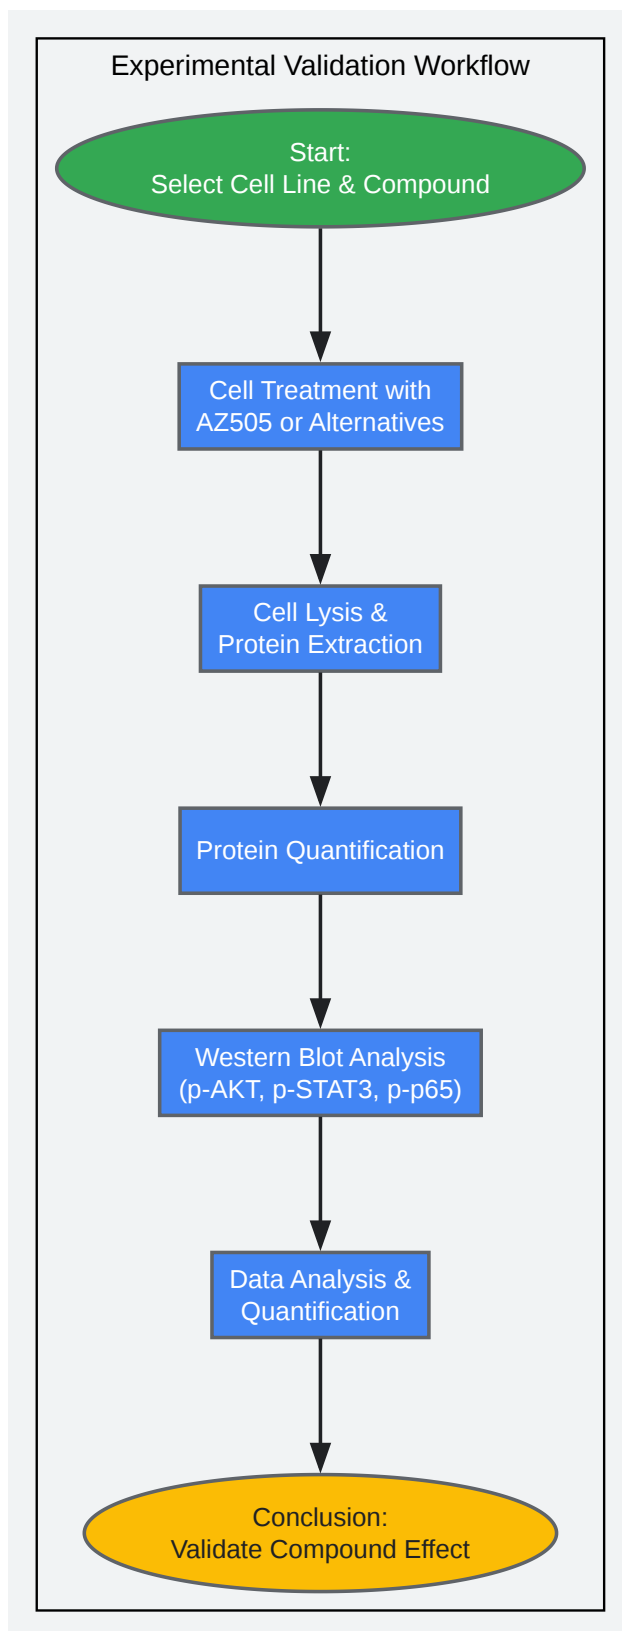 Experimental Validation Workflow
Start:
Select Cell Line & Compound
Cell Treatment with
AZ505 or Alternatives
Cell Lysis &
Protein Extraction
Protein Quantification
Western Blot Analysis
(p-AKT, p-STAT3, p-p65)
Data Analysis &
Quantification
Conclusion:
Validate Compound Effect